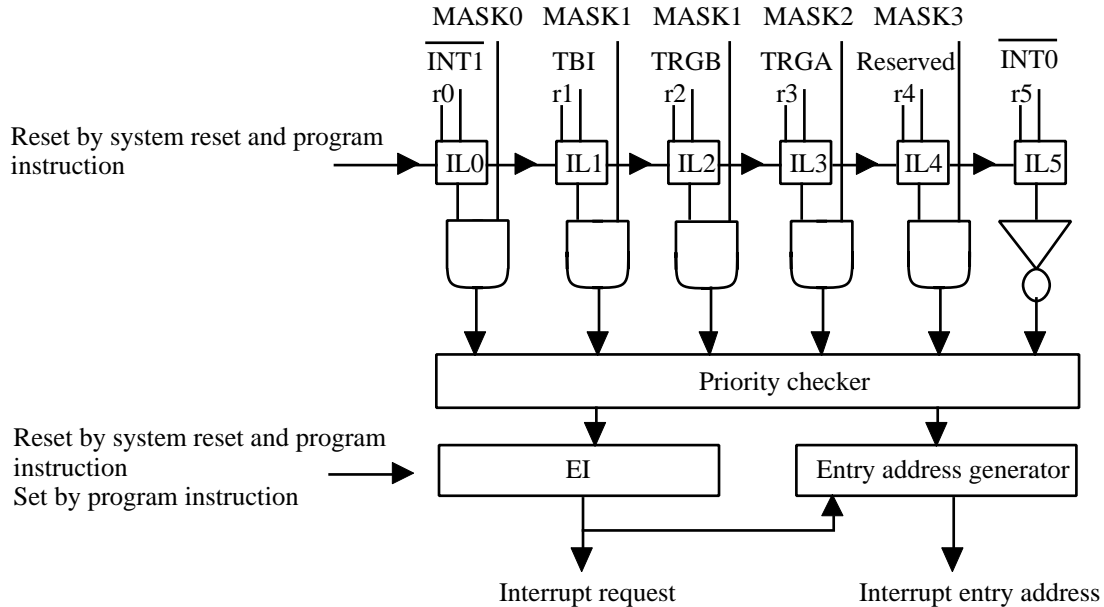 MASK0 MASK1 MASK1 MASK2 MASK3
INT1 TBI TRGB TRGA Reserved INT0
r0 r1 r2 r3 r4 r5
Reset by system reset and program
instruction
IL0 IL1 IL2 IL3 IL4 IL5
Priority checker
Reset by system reset and program
instruction
Set by program instruction
EI
Entry address generator
Interrupt request
Interrupt entry address